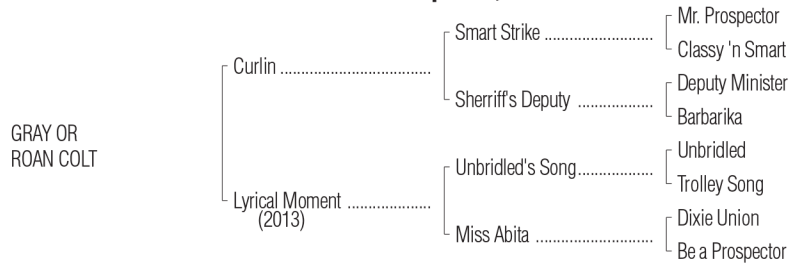 Mr. Prospector
Smart Strike ............................
Classy 'n Smart
Curlin ......................................
Deputy Minister
Sherriff's Deputy ...................
Barbarika
GRAY OR
ROAN COLT
Unbridled
Unbridled's Song...................
Trolley Song
Lyrical Moment .....................
(2013)
Dixie Union
Miss Abita ..............................
Be a Prospector